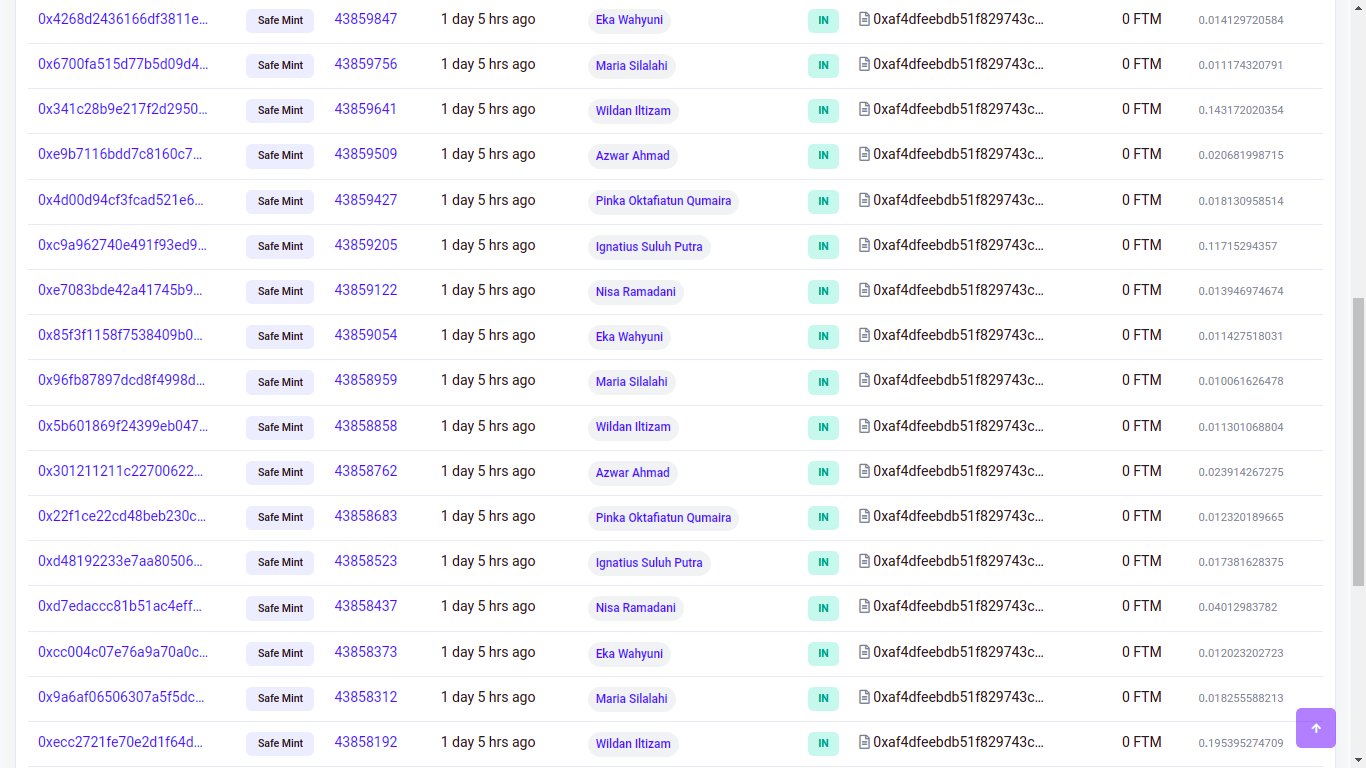 0x4268d2436166df3811e... Safe Mint 43859847 1 day 5 hrs ago Eka Wahyuni IN 0xaf4dfeebdb51f829743c... 0 FTM 0.014129720584
0x6700fa515d77b5d09d4... Safe Mint 43859756 1 day 5 hrs ago Maria Silalahi IN 0xaf4dfeebdb51f829743c... 0 FTM 0.011174320791
0x341c28b9e217f2d2950... Safe Mint 43859641 1 day 5 hrs ago Wildan Iltizam IN 0xaf4dfeebdb51f829743c... 0 FTM 0.143172020354
0xe9b7116bdd7c8160c7... Safe Mint 43859509 1 day 5 hrs ago Azwar Ahmad IN 0xaf4dfeebdb51f829743c... 0 FTM 0.020681998715
0x4d00d94cf3fcad521e6... Safe Mint 43859427 1 day 5 hrs ago Pinka Oktafiatun Qumaira IN 0xaf4dfeebdb51f829743c... 0 FTM 0.018130958514
0xc9a962740e491f93ed9... Safe Mint 43859205 1 day 5 hrs ago Ignatius Suluh Putra IN 0xaf4dfeebdb51f829743c... 0 FTM 0.11715294357
0xe7083bde42a41745b9... Safe Mint 43859122 1 day 5 hrs ago Nisa Ramadani IN 0xaf4dfeebdb51f829743c... 0 FTM 0.013946974674
0x85f3f1158f7538409b0... Safe Mint 43859054 1 day 5 hrs ago Eka Wahyuni IN 0xaf4dfeebdb51f829743c... 0 FTM 0.011427518031
0x96fb87897dcd8f4998d... Safe Mint 43858959 1 day 5 hrs ago Maria Silalahi IN 0xaf4dfeebdb51f829743c... 0 FTM 0.010061626478
0x5b601869f24399eb047... Safe Mint 43858858 1 day 5 hrs ago Wildan Iltizam IN 0xaf4dfeebdb51f829743c... 0 FTM 0.011301068804
0x301211211c22700622... Safe Mint 43858762 1 day 5 hrs ago Azwar Ahmad IN 0xaf4dfeebdb51f829743c... 0 FTM 0.023914267275
0x22f1ce22cd48beb230c... Safe Mint 43858683 1 day 5 hrs ago Pinka Oktafiatun Qumaira IN 0xaf4dfeebdb51f829743c... 0 FTM 0.012320189665
0xd48192233e7aa80506... Safe Mint 43858523 1 day 5 hrs ago Ignatius Suluh Putra IN 0xaf4dfeebdb51f829743c... 0 FTM 0.017381628375
0xd7edaccc81b51ac4eff... Safe Mint 43858437 1 day 5 hrs ago Nisa Ramadani IN 0xaf4dfeebdb51f829743c... 0 FTM 0.04012983782
0xcc004c07e76a9a70a0c... Safe Mint 43858373 1 day 5 hrs ago Eka Wahyuni IN 0xaf4dfeebdb51f829743c... 0 FTM 0.012023202723
0x9a6af06506307a5f5dc... Safe Mint 43858312 1 day 5 hrs ago Maria Silalahi IN 0xaf4dfeebdb51f829743c... 0 FTM 0.018255588213
0xecc2721fe70e2d1f64d... Safe Mint 43858192 1 day 5 hrs ago Wildan Iltizam IN 0xaf4dfeebdb51f829743c... 0 FTM 0.195395274709